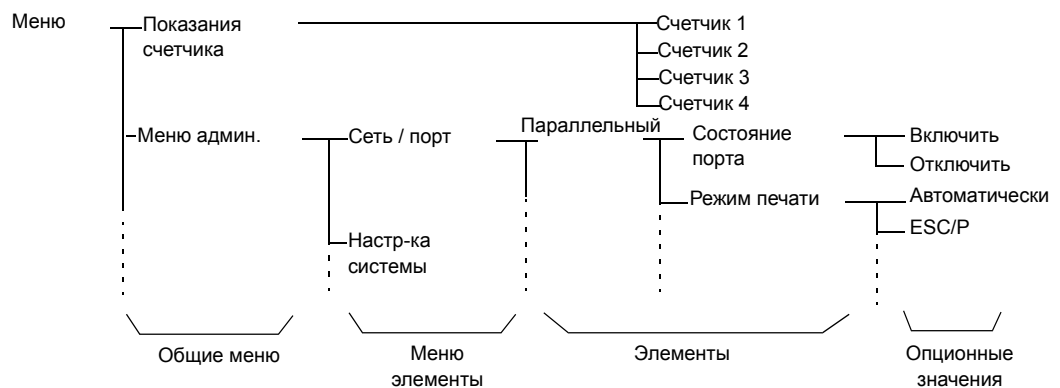 Меню
Показания
счетчика
Счетчик 1
Счетчик 2
Счетчик 3
Счетчик 4
Меню админ.
Сеть / порт
Параллельный
Состояние
порта
Включить
Отключить
Режим печати
Автоматически
ESC/P
Настр-ка
системы
Общие меню
Меню
элементы
Элементы
Опционные
значения